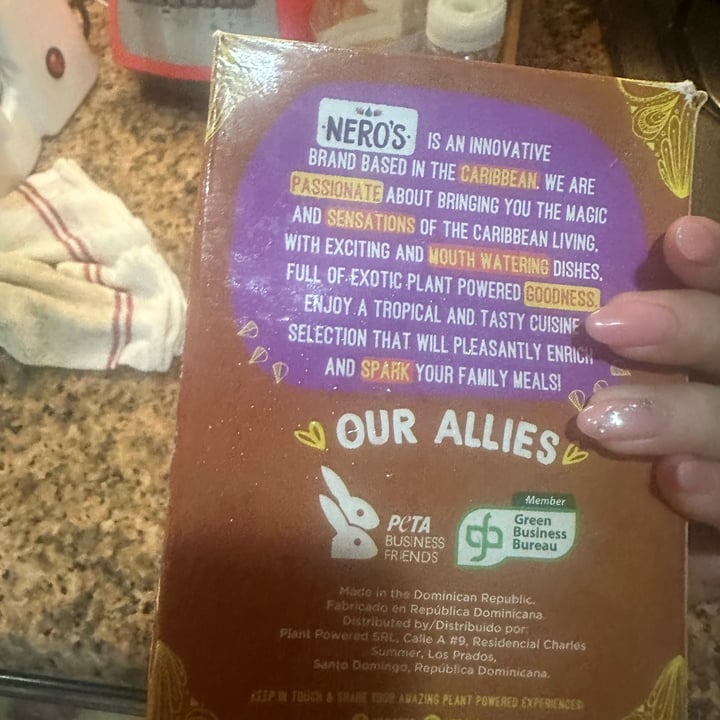 NERO'S IS AN INNOVATIVE
BRAND BASED IN THE CARIBBEAN. WE ARE
PASSIONATE ABOUT BRINGING YOU THE MAGIC
AND SENSATIONS OF THE CARIBBEAN LIVING,
WITH EXCITING AND MOUTH WATERING DISHES,
FULL OF EXOTIC PLANT POWERED GOODNESS.
ENJOY A TROPICAL AND TASTY CUISINE
SELECTION THAT WILL PLEASANTLY ENRICH
AND SPARK YOUR FAMILY MEALS!
OUR ALLIES
PETA
BUSINESS
FRIENDS
Member
gb
Green
Business
Bureau
Made in the Dominican Republic.
Fabricado en República Dominicana.
Distributed by/Distribuido por:
Plant Powered SRL, Calle A #9, Residencial Charles
Summer, Los Prados,
Santo Domingo, República Dominicana.
KEEP IN TOUCH & SHARE YOUR AMAZING PLANT POWERED EXPERIENCES!